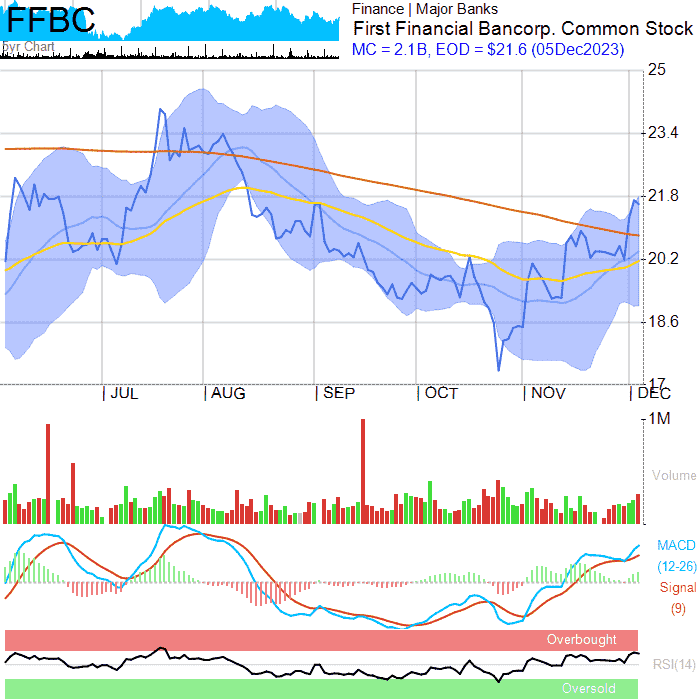 FFBC
5yr Chart
Finance | Major Banks
First Financial Bancorp. Common Stock
MC = 2.1B, EOD = $21.6 (05Dec2023)
25
23.4
21.8
20.2
18.6
17
JUL AUG SEP OCT NOV DEC
1M
Volume
MACD
(12-26)
Signal
(9)
Overbought
RSI(14)
Oversold